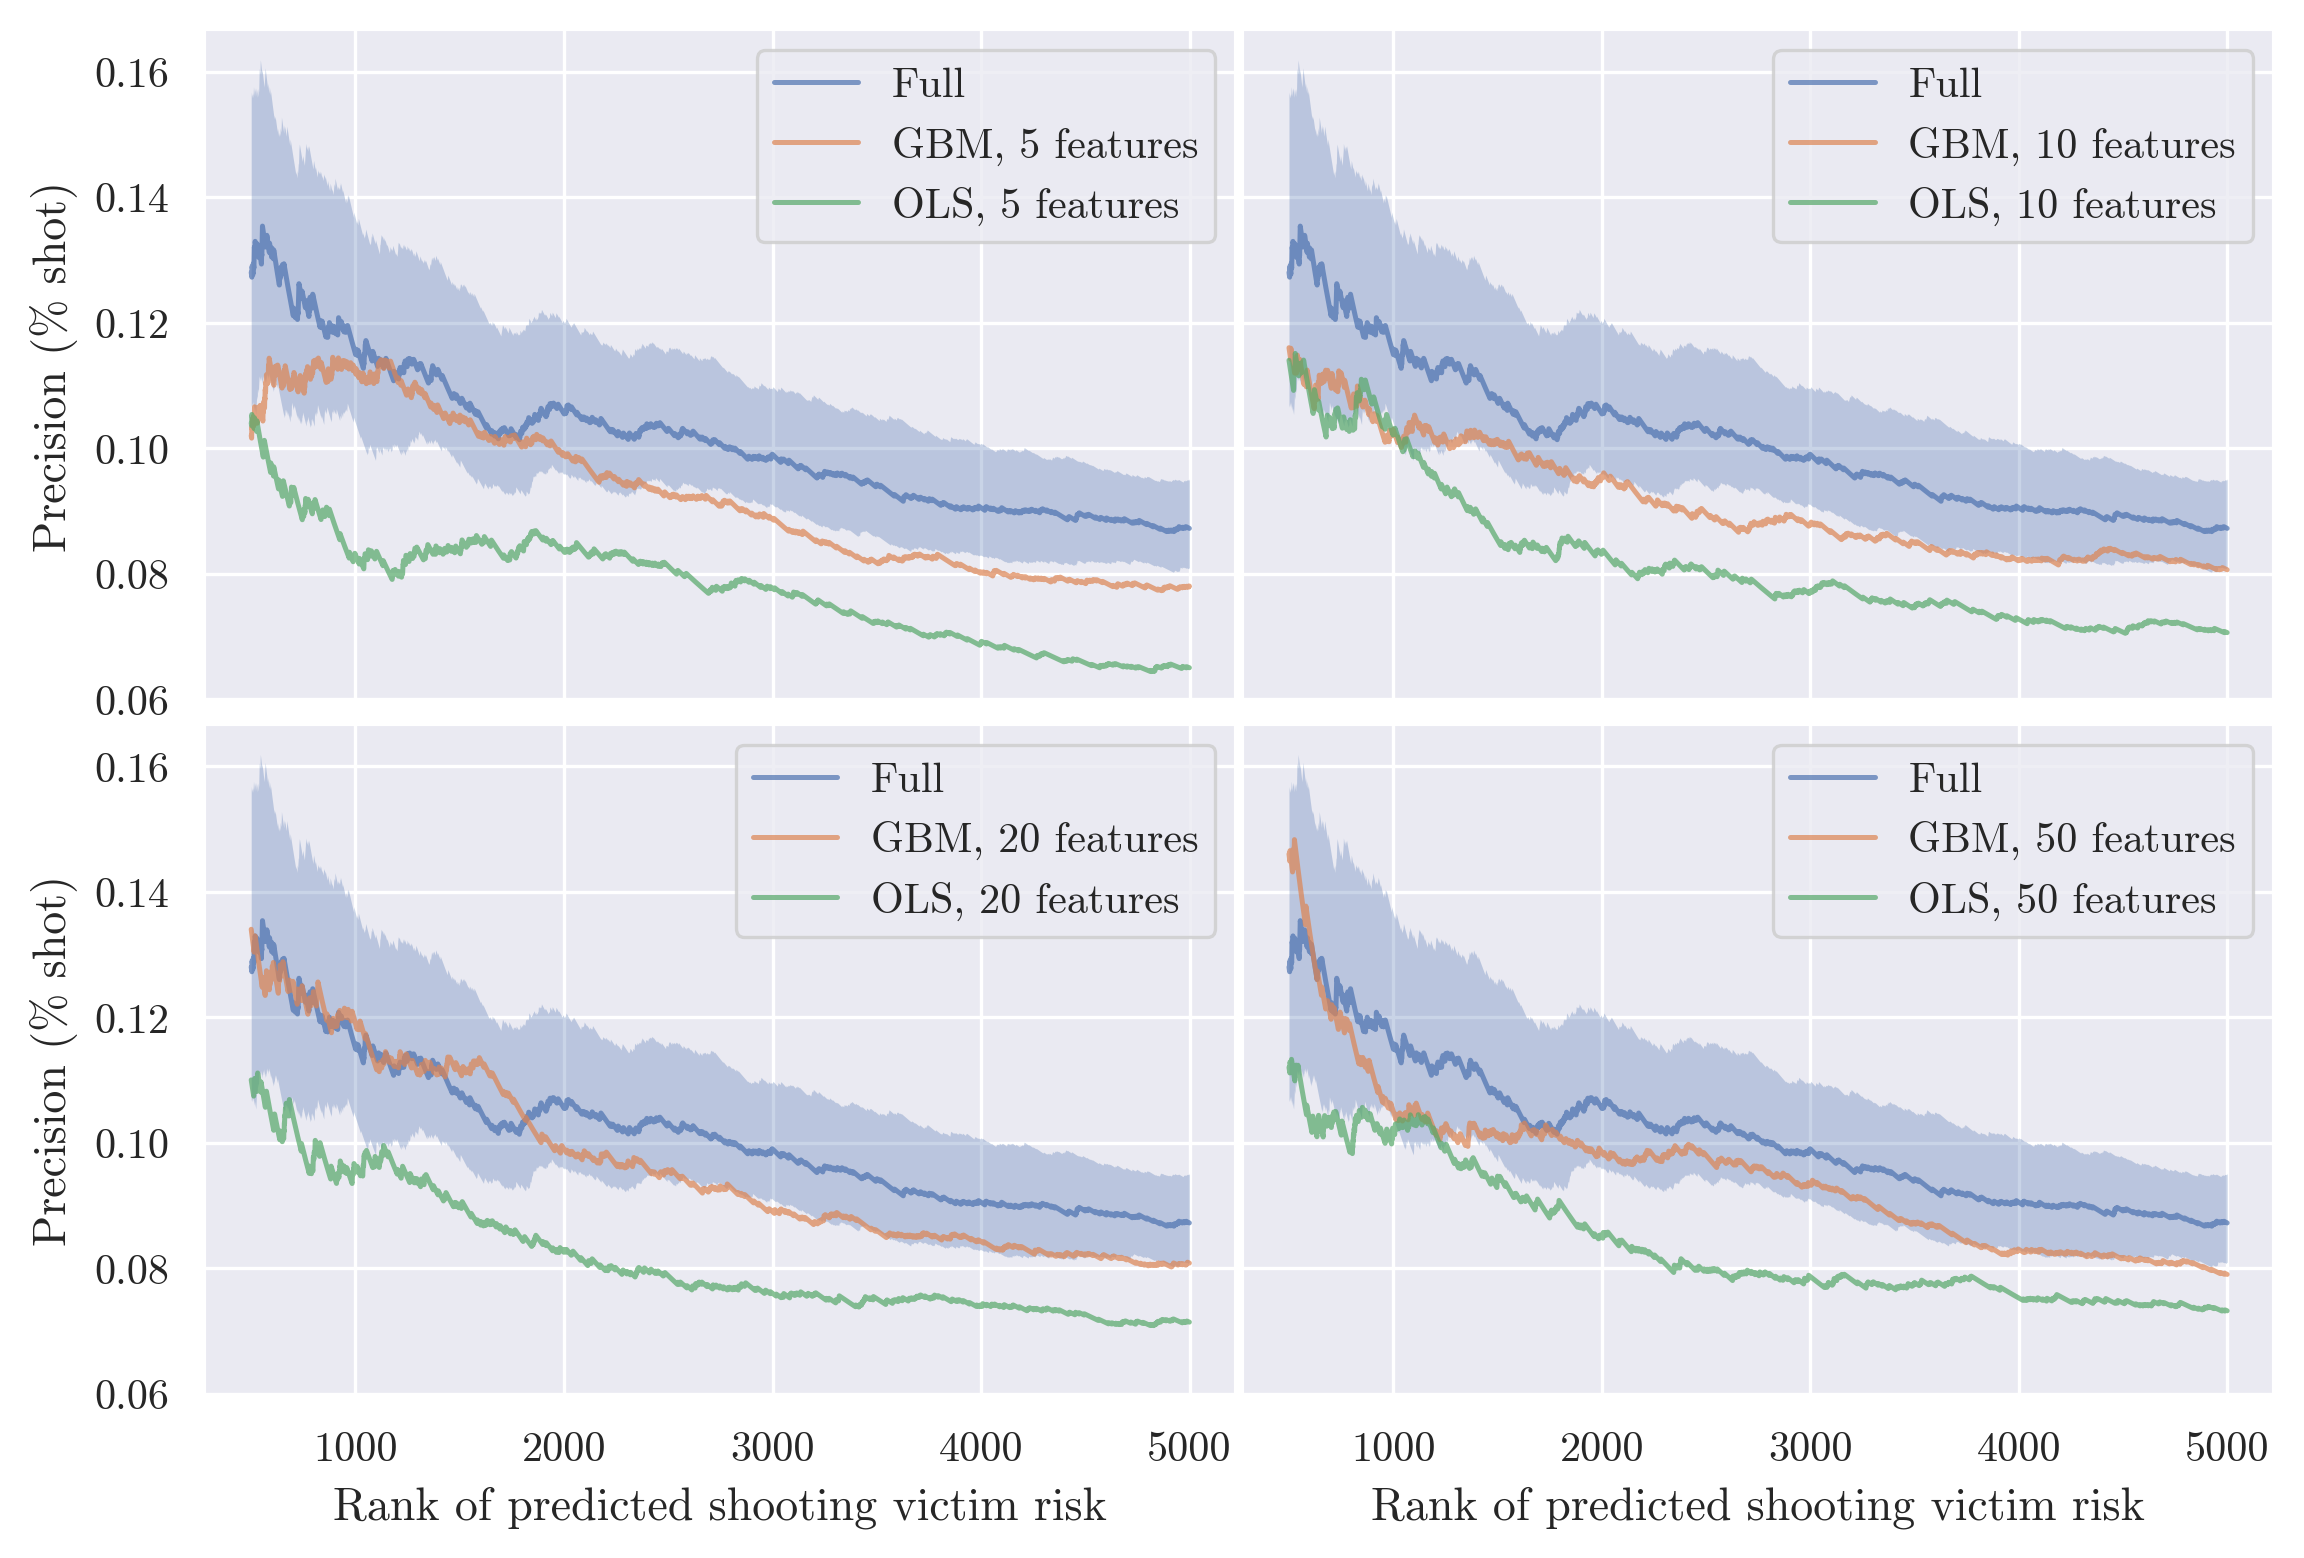 0.16
0.14
0.12
0.10
0.08
0.06
Precision (% shot)
Full
GBM, 5 features
OLS, 5 features
Full
GBM, 10 features
OLS, 10 features
0.16
0.14
0.12
0.10
0.08
0.06
Precision (% shot)
Full
GBM, 20 features
OLS, 20 features
Full
GBM, 50 features
OLS, 50 features
1000 2000 3000 4000 5000
1000 2000 3000 4000 5000
Rank of predicted shooting victim risk
Rank of predicted shooting victim risk